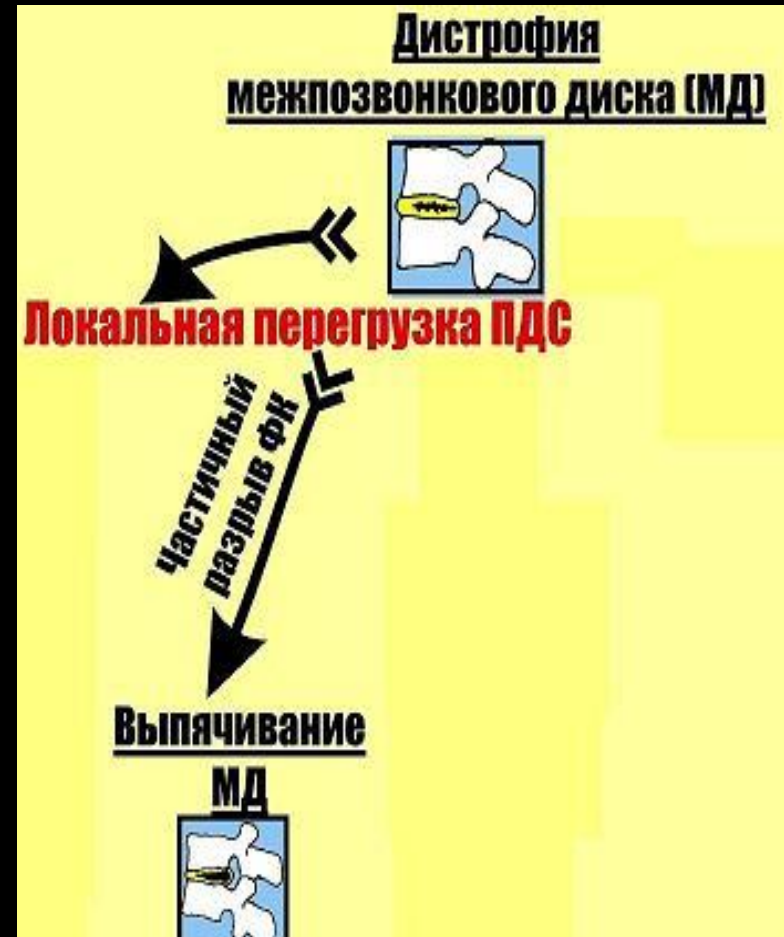 Дистрофия
межпозвонкового диска (МД)
Локальная перегрузка ПДС
Частичный
разрыв ФК
Выпячивание
МД